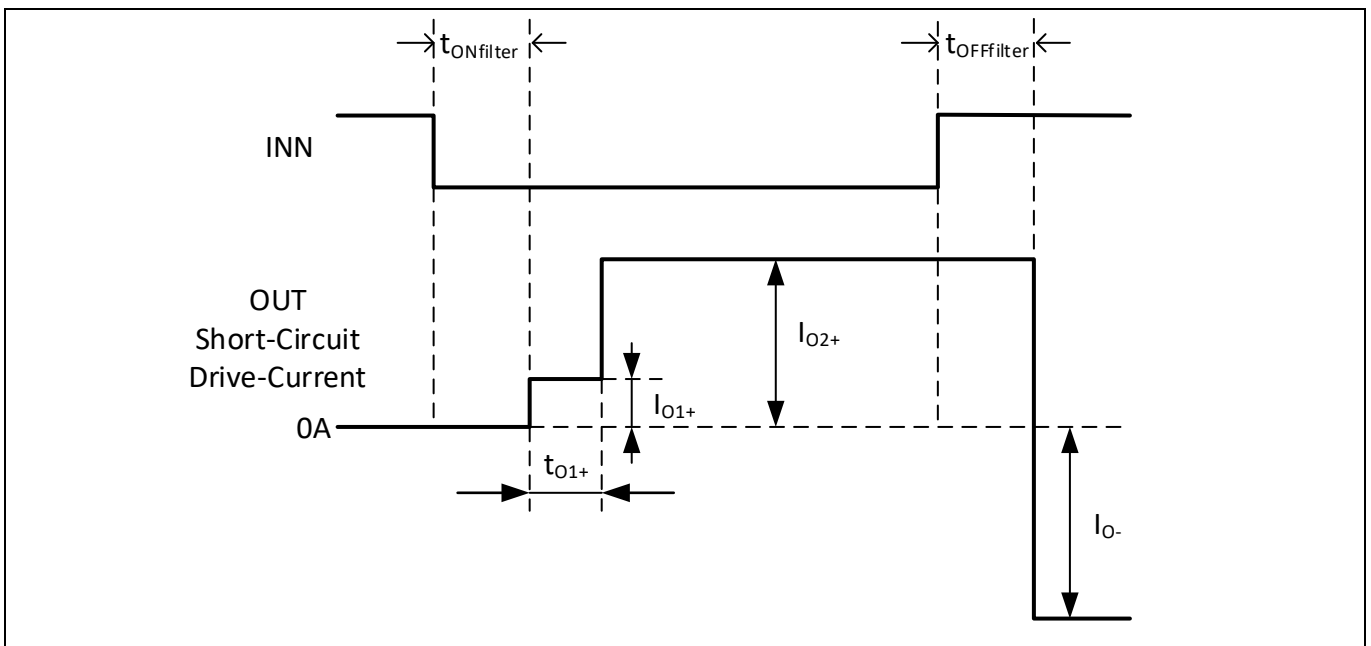 tONfilter
tOFFfilter
INN
OUT
Short-Circuit
Drive-Current
IO2+
IO1+
0A
tO1+
IO-